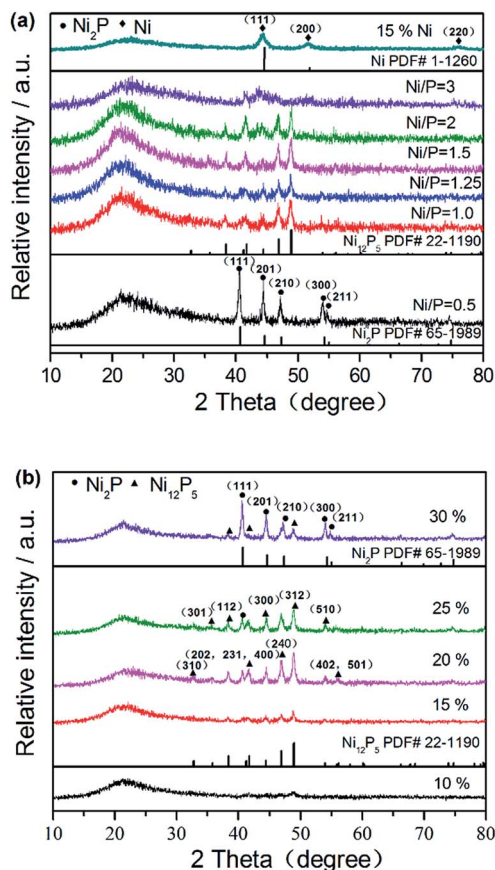 (a)
● Ni2P ◆ Ni
(111)
(200)
15 % Ni
(220)
Ni PDF# 1-1260
Ni/P=3
Ni/P=2
Ni/P=1.5
Ni/P=1.25
Ni/P=1.0
Ni12P5 PDF# 22-1190
(111)
(201)
(210)
(300)
(211)
Ni/P=0.5
Ni2P PDF# 65-1989
10 20 30 40 50 60 70 80
2 Theta（degree）
Relative intensity / a.u.
(b)
● Ni2P ▲ Ni12P5
(111)
(201)
(210)
(300)
(211)
30 %
Ni2P PDF# 65-1989
(301)
(112)
(300)
(312)
(510)
25 %
(202, 231, 400)
(240)
20 %
(310)
(402, 501)
15 %
Ni12P5 PDF# 22-1190
10 %
10 20 30 40 50 60 70 80
2 Theta（degree）
Relative intensity / a.u.